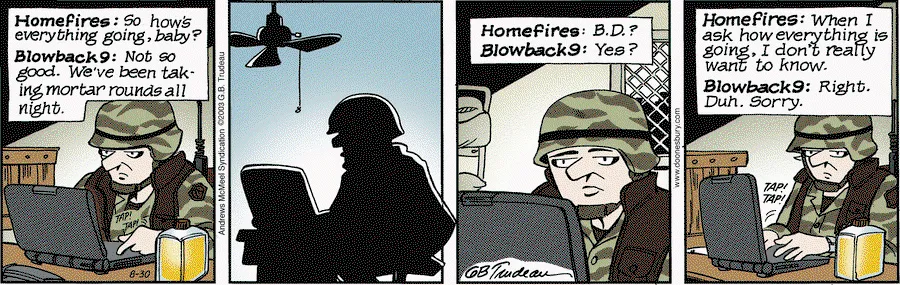 Homefires: So how's
everything going, baby?
Blowback9: Not so
good. We've been tak-
ing mortar rounds all
night.
TAP!
TAP!
8-30
Andrews McMeel Syndication ©2003 G.B. Trudeau
Homefires: B.D.?
Blowback9: Yes?
GB Trudeau
www.doonesbury.com
Homefires: When I
ask how everything is
going, I don't really
want to know.
Blowback9: Right.
Duh. Sorry.
TAP!
TAP!